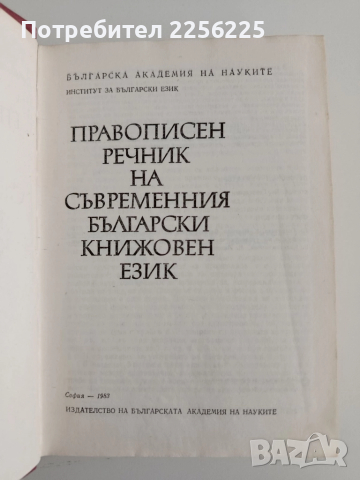 Потребител 2256225
БЪЛГАРСКА АКАДЕМИЯ НА НАУКИТЕ
ИНСТИТУТ ЗА БЪЛГАРСКИ ЕЗИК
ПРАВОПИСЕН
РЕЧНИК
НА
СЪВРЕМЕННИЯ
БЪЛГАРСКИ
КНИЖОВЕН
ЕЗИК
София — 1983
ИЗДАТЕЛСТВО НА БЪЛГАРСКАТА АКАДЕМИЯ НА НАУКИТЕ
bazar